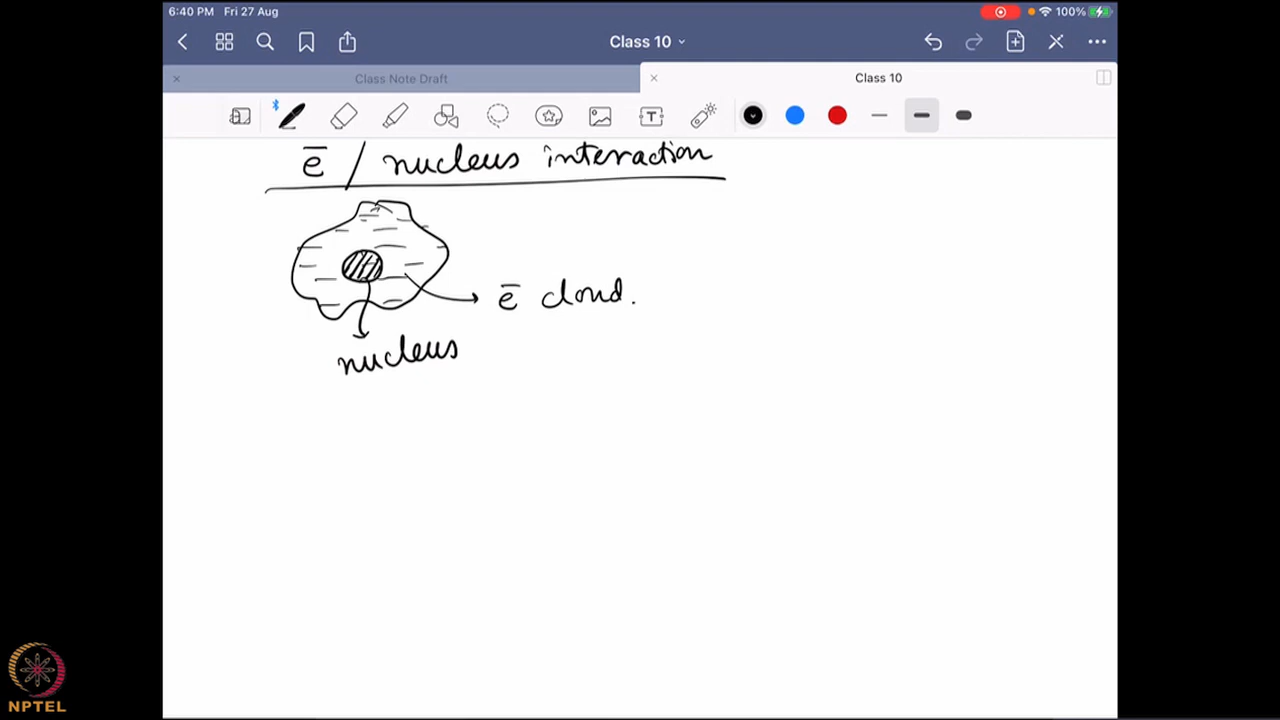 6:40 PM Fri 27 Aug
100%
Class 10
Class Note Draft
Class 10
T
e̅ / nucleus interaction
e̅ cloud.
nucleus
NPTEL